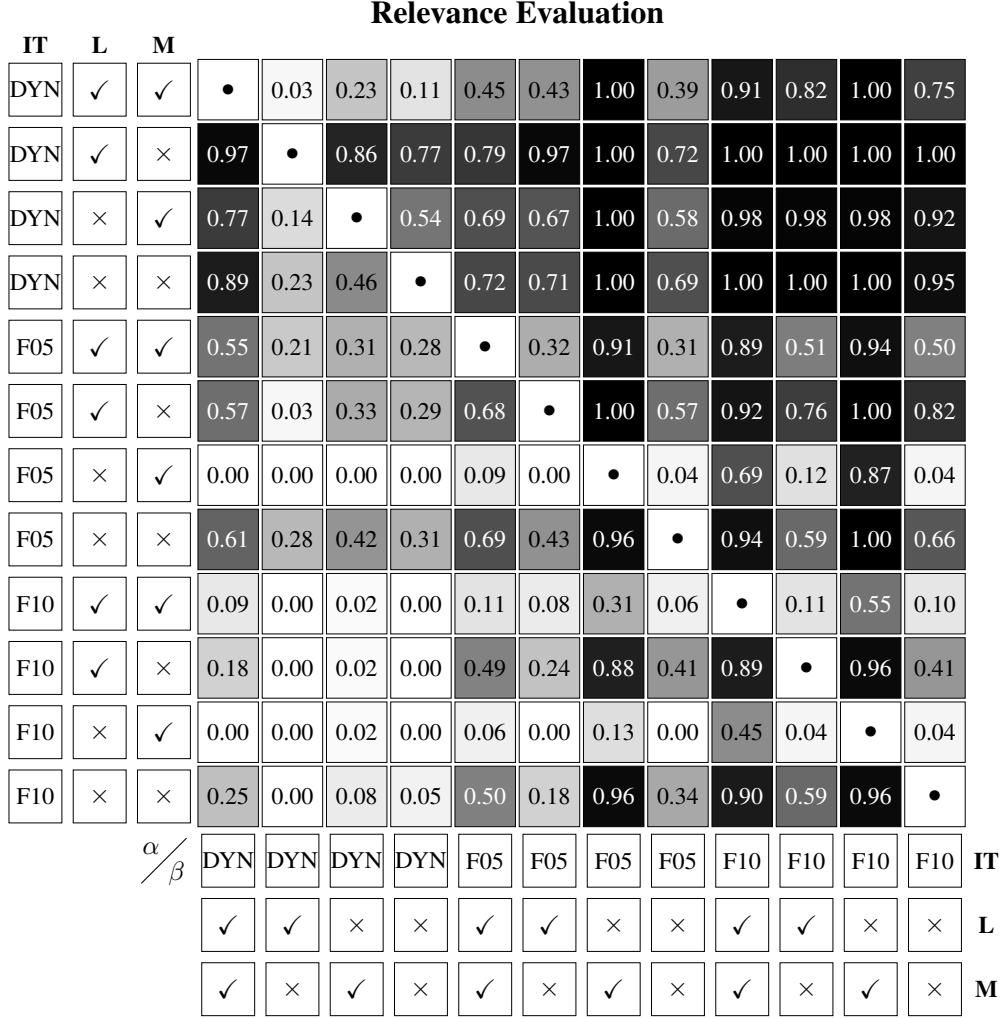 Relevance Evaluation
IT L M
DYN ✓ ✓ • 0.03 0.23 0.11 0.45 0.43 1.00 0.39 0.91 0.82 1.00 0.75
DYN ✓ × 0.97 • 0.86 0.77 0.79 0.97 1.00 0.72 1.00 1.00 1.00 1.00
DYN × ✓ 0.77 0.14 • 0.54 0.69 0.67 1.00 0.58 0.98 0.98 0.98 0.92
DYN × × 0.89 0.23 0.46 • 0.72 0.71 1.00 0.69 1.00 1.00 1.00 0.95
F05 ✓ ✓ 0.55 0.21 0.31 0.28 • 0.32 0.91 0.31 0.89 0.51 0.94 0.50
F05 ✓ × 0.57 0.03 0.33 0.29 0.68 • 1.00 0.57 0.92 0.76 1.00 0.82
F05 × ✓ 0.00 0.00 0.00 0.00 0.09 0.00 • 0.04 0.69 0.12 0.87 0.04
F05 × × 0.61 0.28 0.42 0.31 0.69 0.43 0.96 • 0.94 0.59 1.00 0.66
F10 ✓ ✓ 0.09 0.00 0.02 0.00 0.11 0.08 0.31 0.06 • 0.11 0.55 0.10
F10 ✓ × 0.18 0.00 0.02 0.00 0.49 0.24 0.88 0.41 0.89 • 0.96 0.41
F10 × ✓ 0.00 0.00 0.02 0.00 0.06 0.00 0.13 0.00 0.45 0.04 • 0.04
F10 × × 0.25 0.00 0.08 0.05 0.50 0.18 0.96 0.34 0.90 0.59 0.96 •
α/β DYN DYN DYN DYN F05 F05 F05 F05 F10 F10 F10 F10 IT
✓ ✓ × × ✓ ✓ × × ✓ ✓ × × L
✓ × ✓ × ✓ × ✓ × ✓ × ✓ × M